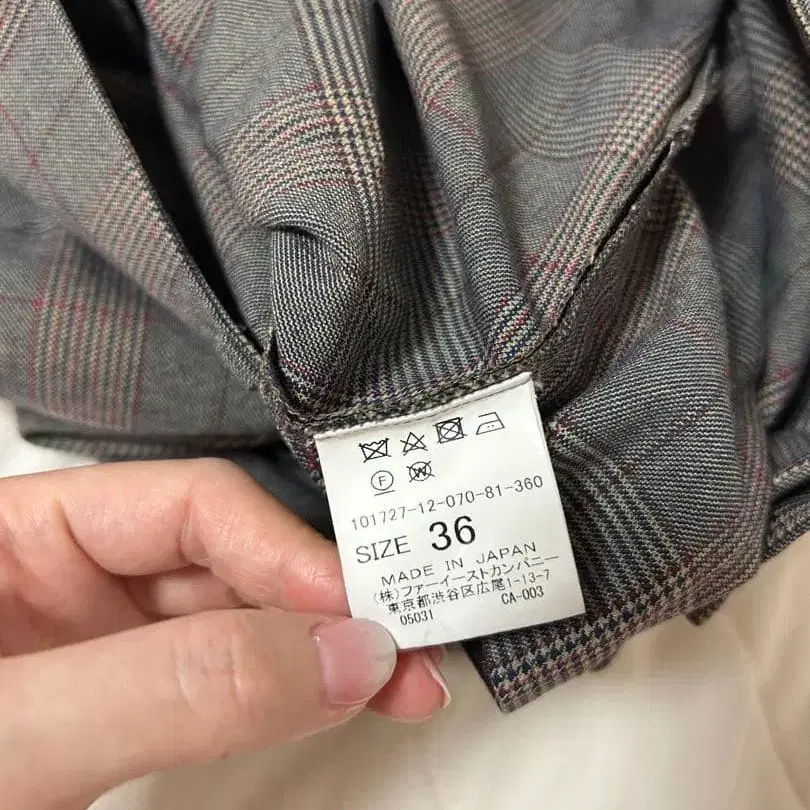 F W
101727-12-070-81-360
SIZE 36
MADE IN JAPAN
(株)ファーイーストカンパニー
東京都渋谷区広尾1-13-7
05031 CA-003